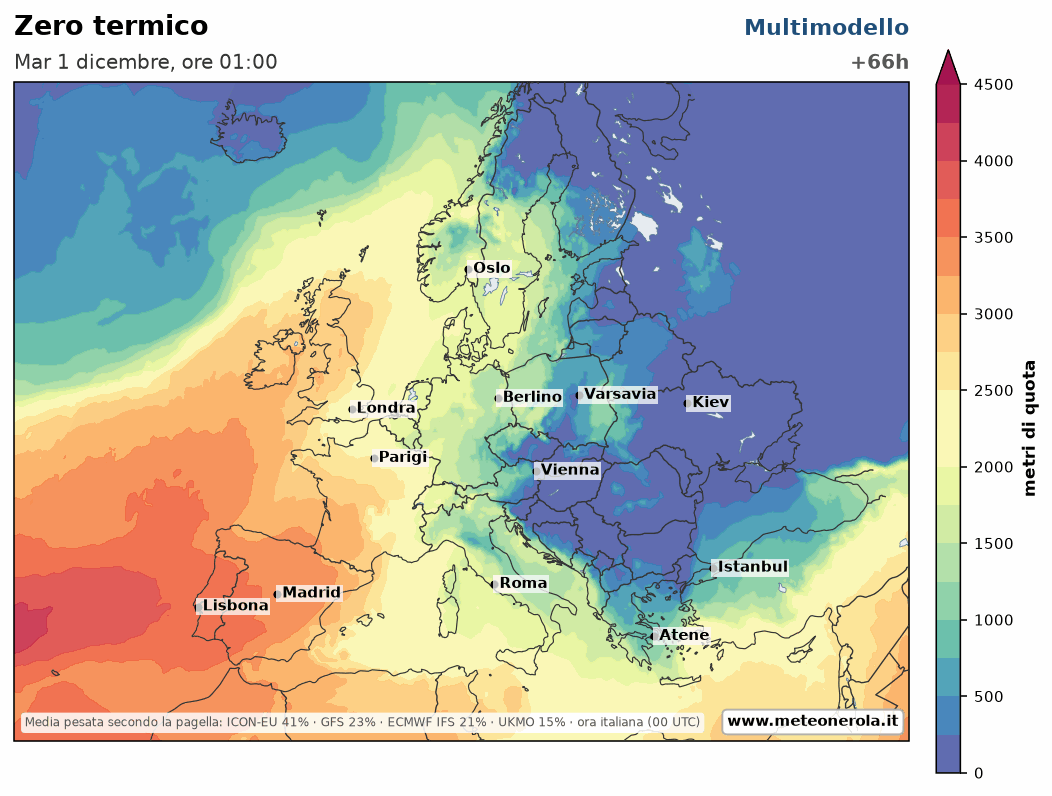 Zero termico
Multimodello
Mar 1 dicembre, ore 01:00
+66h
4500
4000
3500
3000
2500
2000
1500
1000
500
0
metri di quota
Oslo
Berlino
Varsavia
Kiev
Londra
Parigi
Vienna
Istanbul
Roma
Madrid
Lisbona
Atene
Media pesata secondo la pagella: ICON-EU 41% · GFS 23% · ECMWF IFS 21% · UKMO 15% · ora italiana (00 UTC)
www.meteonerola.it